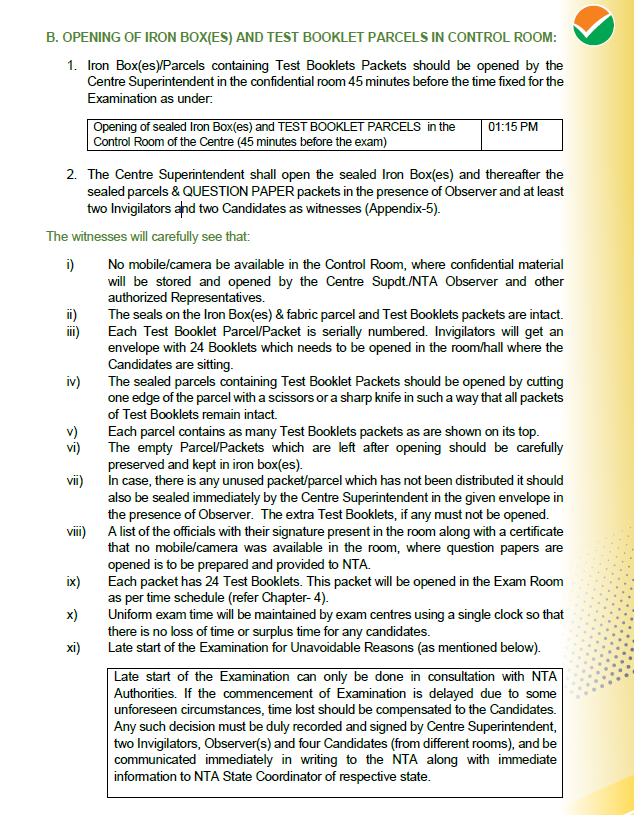 B. OPENING OF IRON BOX(ES) AND TEST BOOKLET PARCELS IN CONTROL ROOM:
1. Iron Box(es)/Parcels containing Test Booklets Packets should be opened by the
Centre Superintendent in the confidential room 45 minutes before the time fixed for the
Examination as under:
Opening of sealed Iron Box(es) and TEST BOOKLET PARCELS in the 01:15 PM
Control Room of the Centre (45 minutes before the exam)
2. The Centre Superintendent shall open the sealed Iron Box(es) and thereafter the
sealed parcels & QUESTION PAPER packets in the presence of Observer and at least
two Invigilators and two Candidates as witnesses (Appendix-5).
The witnesses will carefully see that:
i) No mobile/camera be available in the Control Room, where confidential material
will be stored and opened by the Centre Supdt./NTA Observer and other
authorized Representatives.
ii) The seals on the Iron Box(es) & fabric parcel and Test Booklets packets are intact.
iii) Each Test Booklet Parcel/Packet is serially numbered. Invigilators will get an
envelope with 24 Booklets which needs to be opened in the room/hall where the
Candidates are sitting.
iv) The sealed parcels containing Test Booklet Packets should be opened by cutting
one edge of the parcel with a scissors or a sharp knife in such a way that all packets
of Test Booklets remain intact.
v) Each parcel contains as many Test Booklets packets as are shown on its top.
vi) The empty Parcel/Packets which are left after opening should be carefully
preserved and kept in iron box(es).
vii) In case, there is any unused packet/parcel which has not been distributed it should
also be sealed immediately by the Centre Superintendent in the given envelope in
the presence of Observer. The extra Test Booklets, if any must not be opened.
viii) A list of the officials with their signature present in the room along with a certificate
that no mobile/camera was available in the room, where question papers are
opened is to be prepared and provided to NTA.
ix) Each packet has 24 Test Booklets. This packet will be opened in the Exam Room
as per time schedule (refer Chapter- 4).
x) Uniform exam time will be maintained by exam centres using a single clock so that
there is no loss of time or surplus time for any candidates.
xi) Late start of the Examination for Unavoidable Reasons (as mentioned below).
Late start of the Examination can only be done in consultation with NTA
Authorities. If the commencement of Examination is delayed due to some
unforeseen circumstances, time lost should be compensated to the Candidates.
Any such decision must be duly recorded and signed by Centre Superintendent,
two Invigilators, Observer(s) and four Candidates (from different rooms), and be
communicated immediately in writing to the NTA along with immediate
information to NTA State Coordinator of respective state.